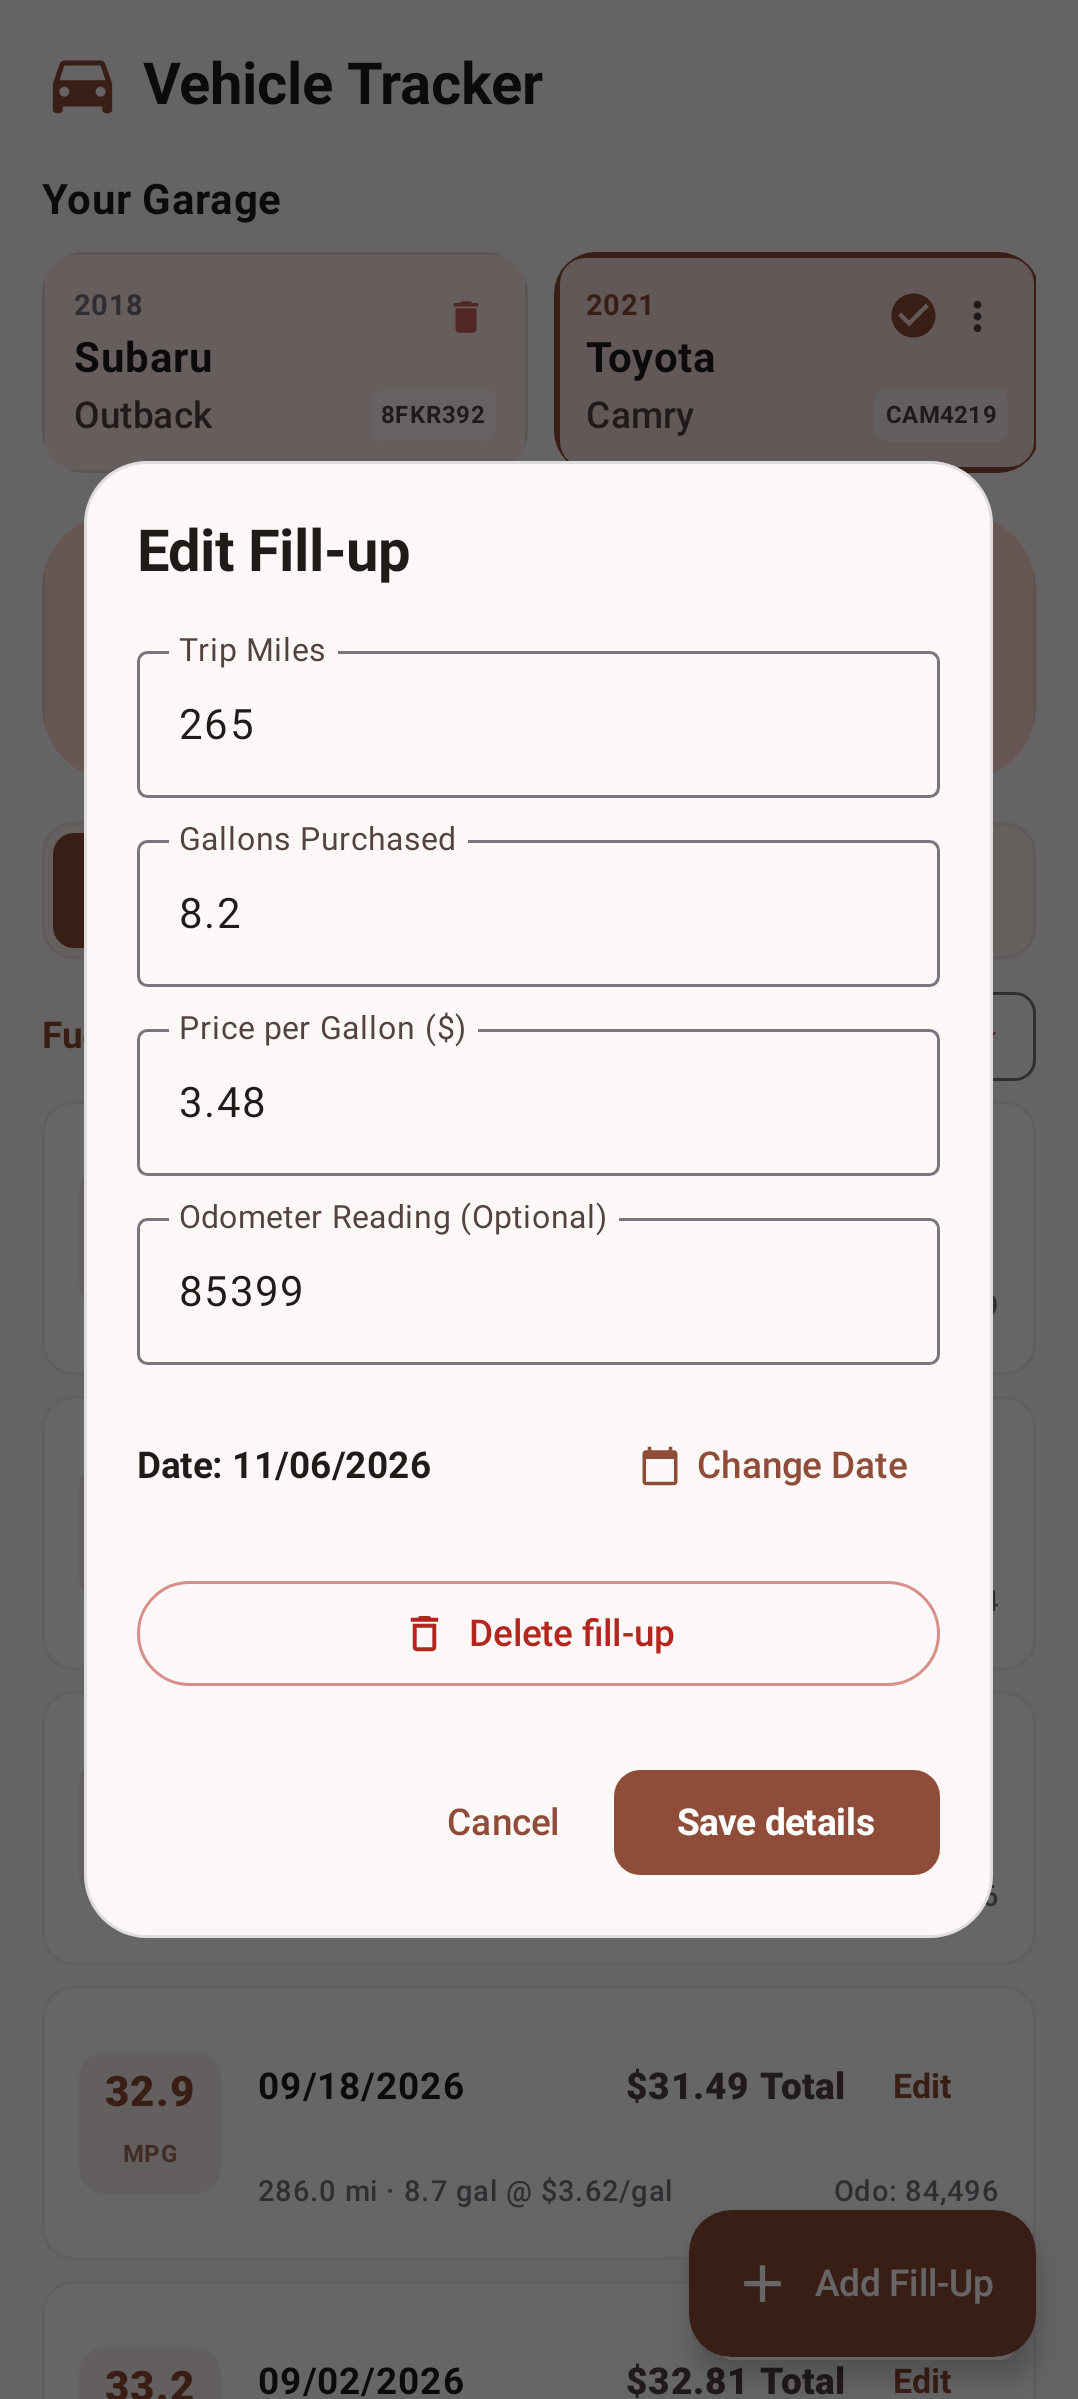 Vehicle Tracker
Your Garage
2018
Subaru
Outback
8FKR392
2021
Toyota
Camry
CAM4219
Edit Fill-up
Trip Miles
265
Gallons Purchased
8.2
Price per Gallon ($)
3.48
Odometer Reading (Optional)
85399
Date: 11/06/2026
Change Date
Delete fill-up
Cancel
Save details
32.9
MPG
09/18/2026
$31.49 Total
Edit
286.0 mi · 8.7 gal @ $3.62/gal
Odo: 84,496
Add Fill-Up
33.2
09/02/2026
$32.81 Total
Edit